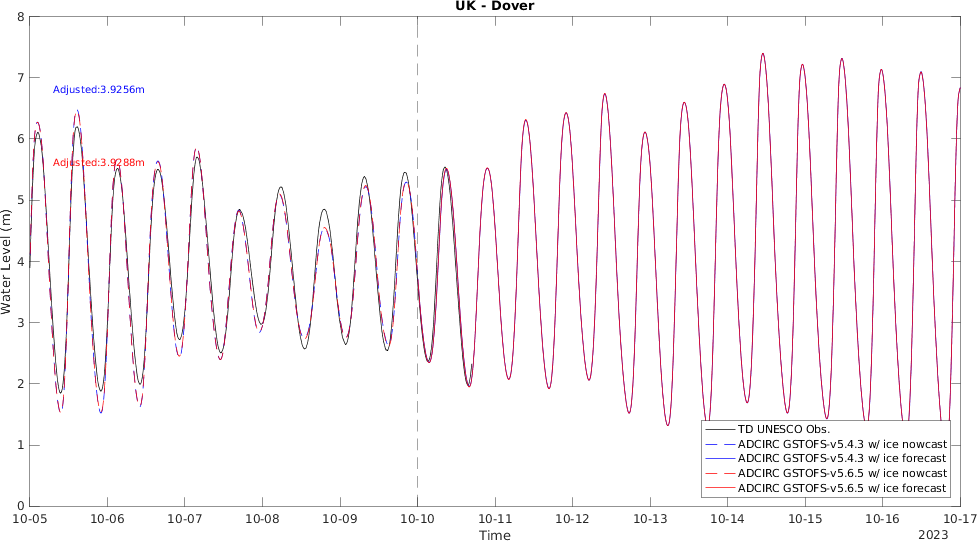 UK - Dover
8
7
6
5
4
3
2
1
0
Water Level (m)
Adjusted:3.9256m
Adjusted:3.9288m
TD UNESCO Obs.
ADCIRC GSTOFS-v5.4.3 w/ ice nowcast
ADCIRC GSTOFS-v5.4.3 w/ ice forecast
ADCIRC GSTOFS-v5.6.5 w/ ice nowcast
ADCIRC GSTOFS-v5.6.5 w/ ice forecast
10-05 10-06 10-07 10-08 10-09 10-10 10-11 10-12 10-13 10-14 10-15 10-16 10-17
Time
2023